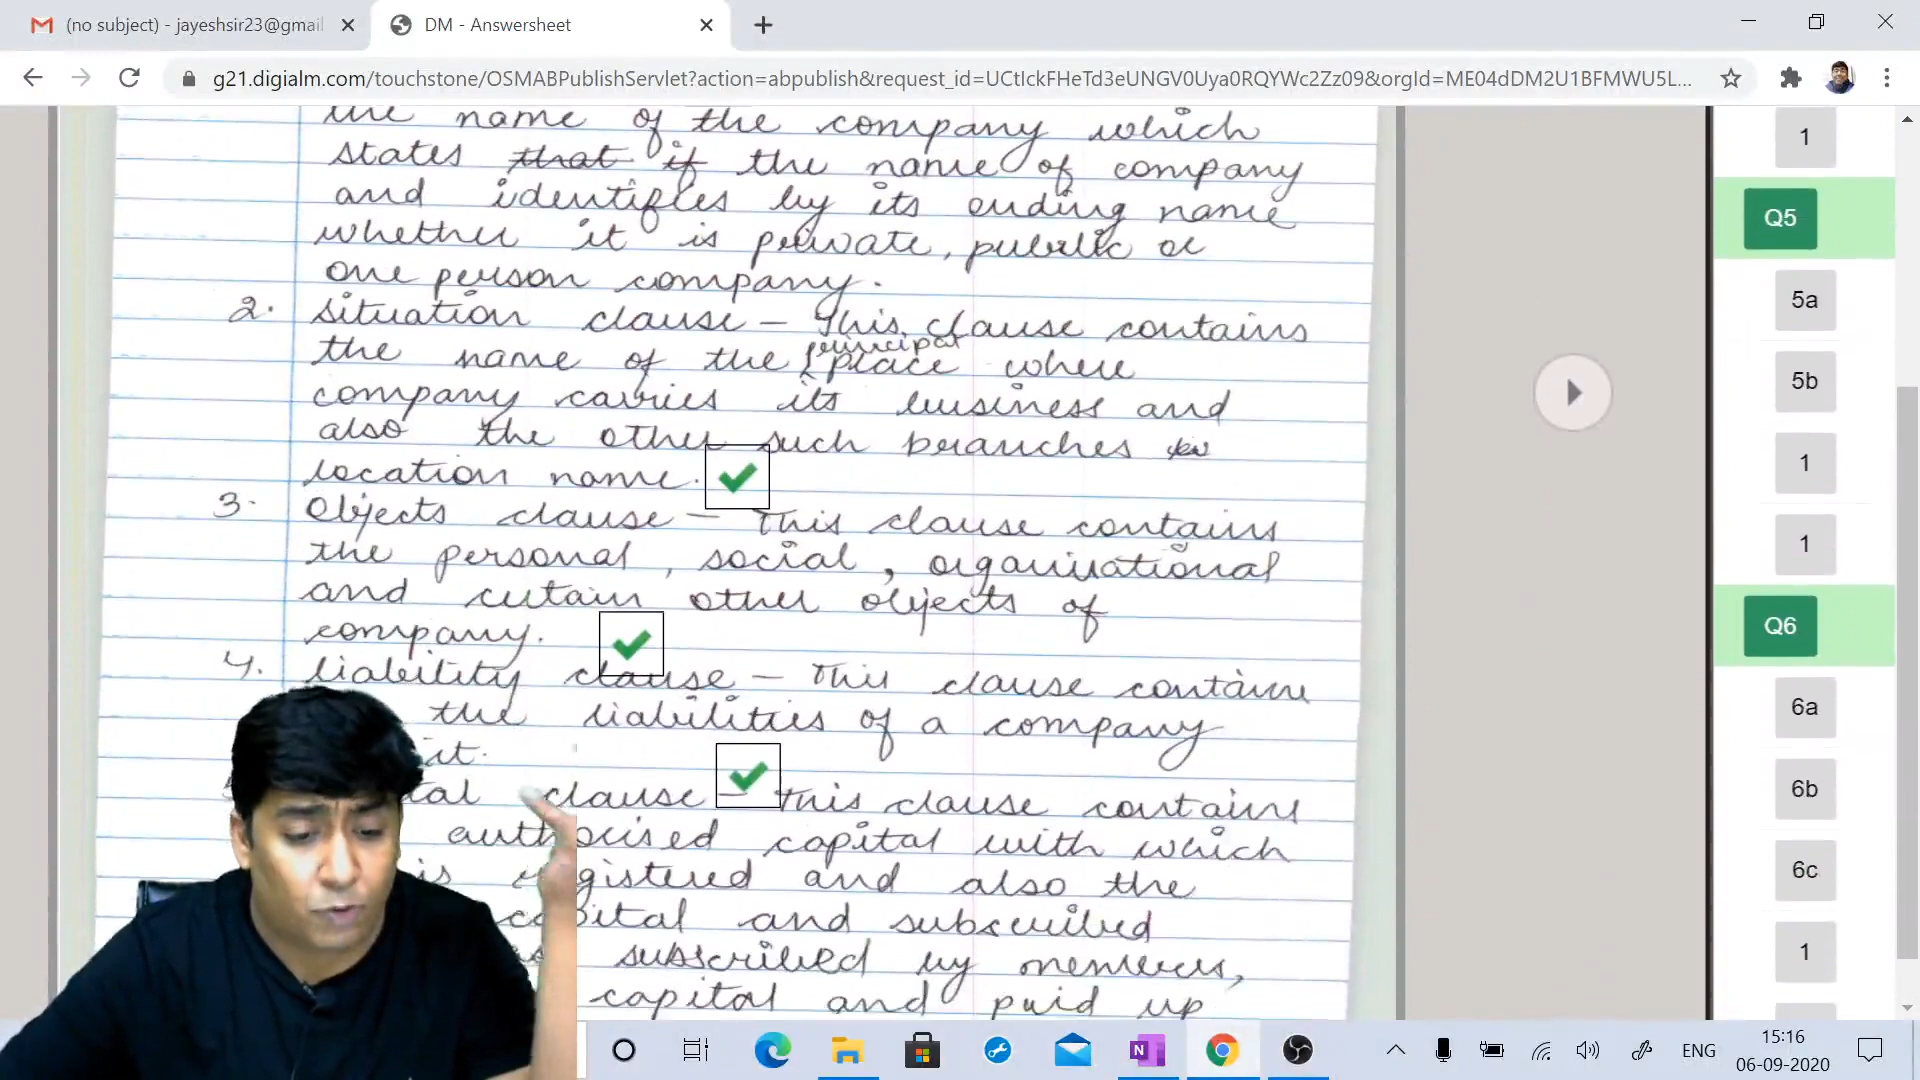 (no subject) - jayeshsir23@gmail
DM - Answersheet
g21.digialm.com/touchstone/OSMABPublishServlet?action=abpublish&request_id=UCtIckFHeTd3eUNGV0Uya0RQYWc2Zz09&orgId=ME04dDM2U1BFMWU5L...
the name of the company which
states that if the name of company
and identifies by its ending name
whether it is private, public or
one person company.
2. Situation clause - This clause contains
principal
the name of the place where
company carries its business and
also the other such branches
location name.
3. Objects clause - This clause contains
the personal, social, organisational
and certain other objects of
company.
4. liability clause - This clause contains
the liabilities of a company
it.
tal clause - This clause contains
authorised capital with which
is registered and also the
capital and subscribed
subscribed by members,
capital and paid up
1
Q5
5a
5b
1
1
Q6
6a
6b
6c
1
ENG
15:16
06-09-2020